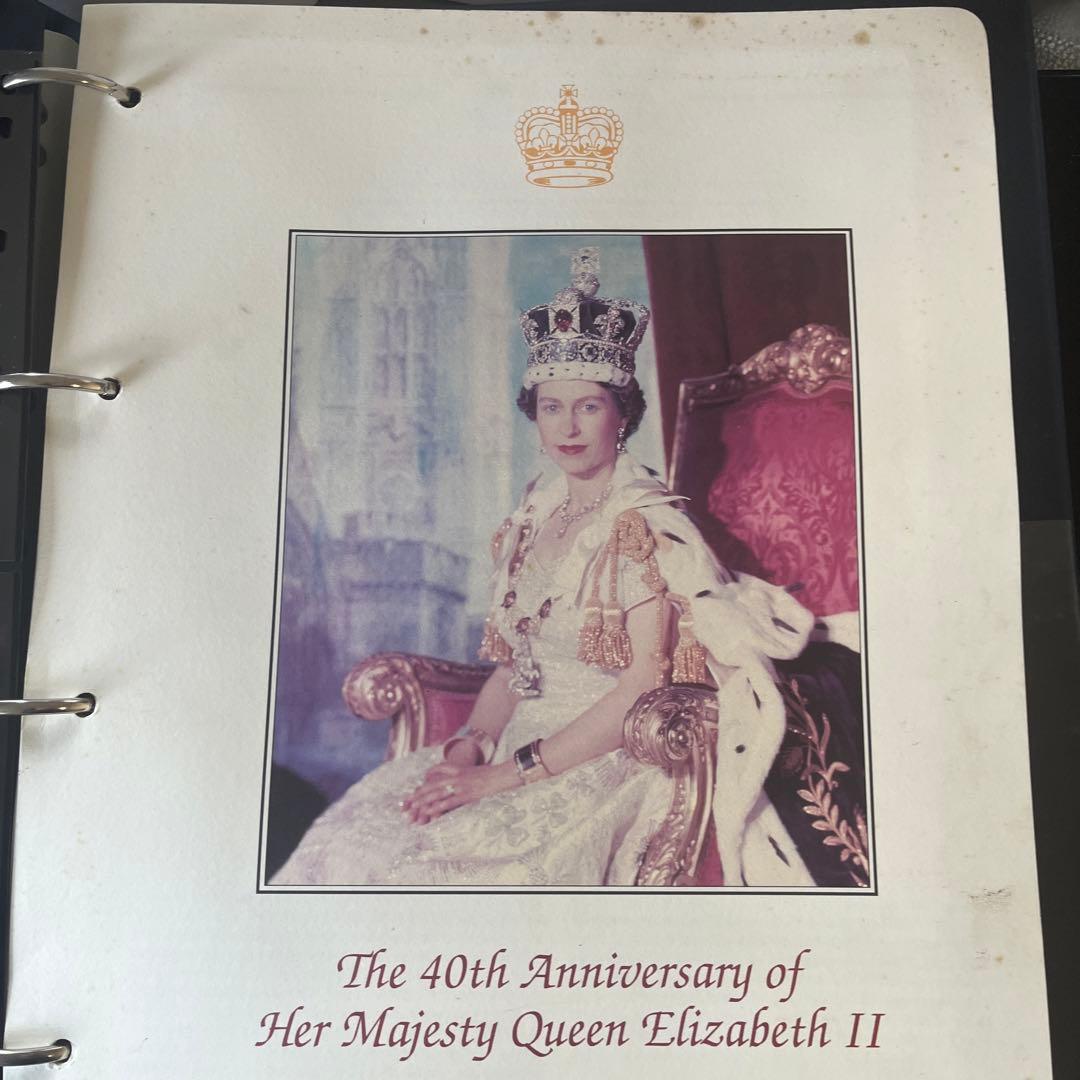 The 40th Anniversary of
Her Majesty Queen Elizabeth II